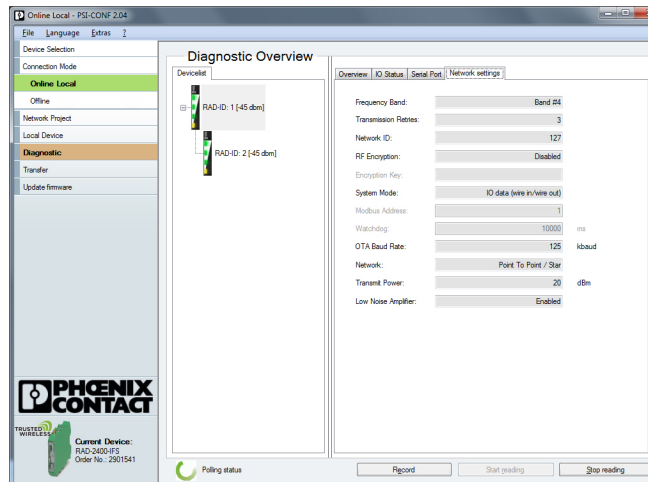 Online Local - PSI-CONF 2.04
File Language Extras ?
Device Selection
Connection Mode
Online Local
Offline
Network Project
Local Device
Diagnostic
Transfer
Update firmware
PHŒNIX
CONTACT
TRUSTED
WIRELESS
Current Device:
RAD-2400-IFS
Order No.: 2901541
Diagnostic Overview
Devicelist
RAD-ID: 1 [-45 dbm]
RAD-ID: 2 [-45 dbm]
Overview IO Status Serial Port Network settings
Frequency Band: Band #4
Transmission Retries: 3
Network ID: 127
RF Encryption: Disabled
Encryption Key:
System Mode: IO data (wire in/wire out)
Modbus Address: 1
Watchdog: 10000 ms
OTA Baud Rate: 125 kbaud
Network: Point To Point / Star
Transmit Power: 20 dBm
Low Noise Amplifier: Enabled
Polling status
Record Start reading Stop reading